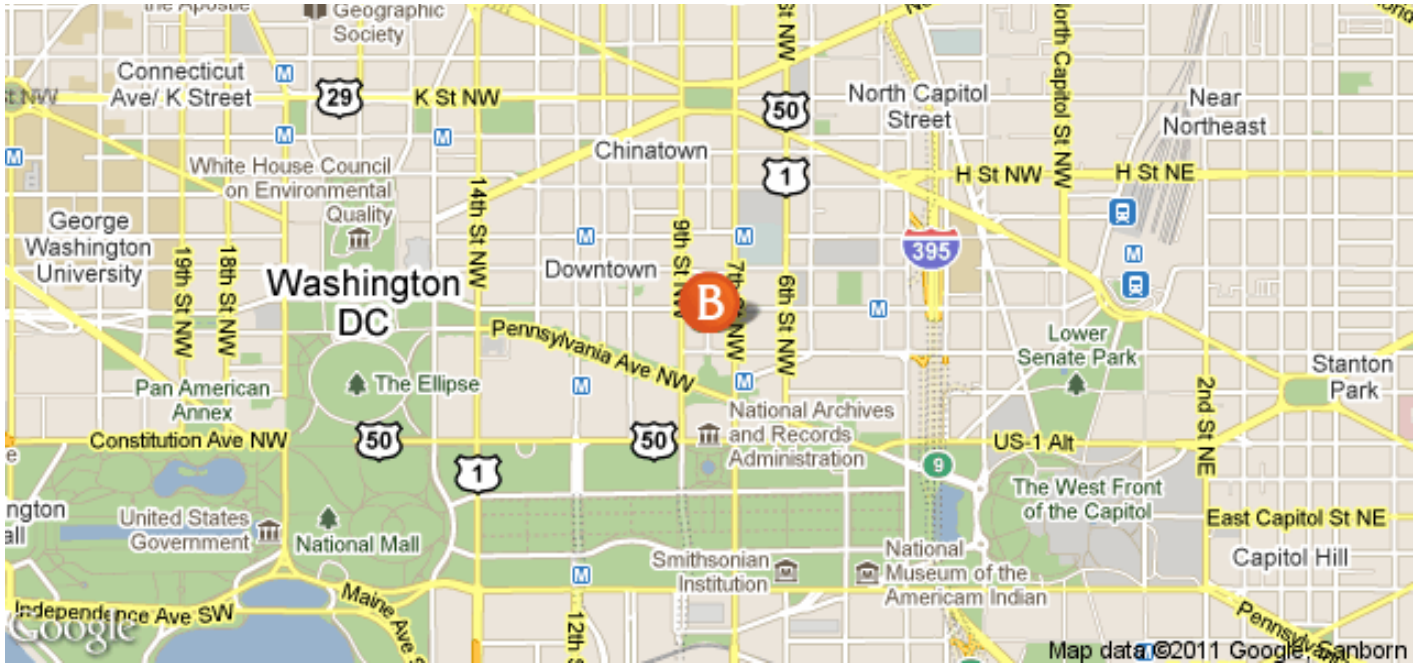 the Apostle
Geographic
Society
Connecticut
Ave/ K Street
St NW
29
K St NW
M
M
M
M
50
North Capitol
Street
North Capitol St NW
Near
Northeast
Chinatown
White House Council
on Environmental
Quality
1
H St NW
H St NE
George
Washington
University
19th St NW
18th St NW
14th St NW
M
9th St NW
M
395
M
Downtown
Washington
DC
B
7th St NW
6th St NW
M
Pennsylvania Ave NW
Lower
Senate Park
Stanton
Park
Pan American
Annex
The Ellipse
M
M
2nd St NE
National Archives
and Records
Administration
Constitution Ave NW
50
50
US-1 Alt
1
9
The West Front
of the Capitol
East Capitol St NE
United States
Government
National Mall
Smithsonian
Institution
National
Museum of the
Americam Indian
Capitol Hill
M
Independence Ave SW
Maine Ave
12th St
Pennsylvania
M
Google
Map data ©2011 Google, Sanborn